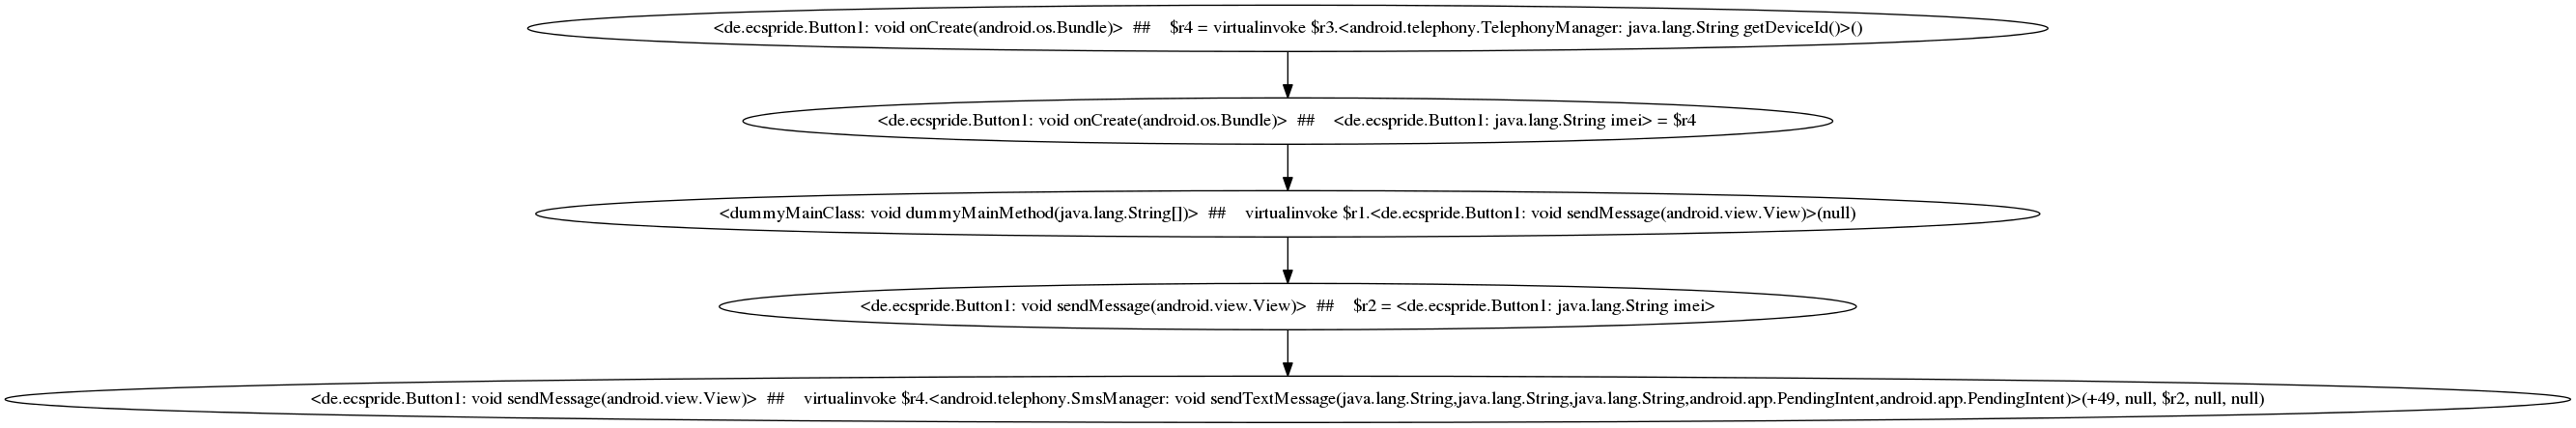 <de.ecspride.Button1: void onCreate(android.os.Bundle)>  ##    $r4 = virtualinvoke $r3.<android.telephony.TelephonyManager: java.lang.String getDeviceId()>()
<de.ecspride.Button1: void onCreate(android.os.Bundle)>  ##    <de.ecspride.Button1: java.lang.String imei> = $r4
<dummyMainClass: void dummyMainMethod(java.lang.String[])>  ##    virtualinvoke $r1.<de.ecspride.Button1: void sendMessage(android.view.View)>(null)
<de.ecspride.Button1: void sendMessage(android.view.View)>  ##    $r2 = <de.ecspride.Button1: java.lang.String imei>
<de.ecspride.Button1: void sendMessage(android.view.View)>  ##    virtualinvoke $r4.<android.telephony.SmsManager: void sendTextMessage(java.lang.String,java.lang.String,java.lang.String,android.app.PendingIntent,android.app.PendingIntent)>(+49, null, $r2, null, null)